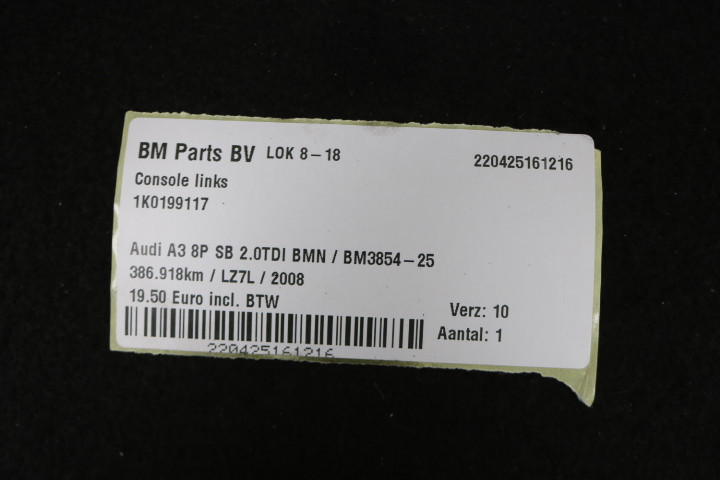 BM Parts BV LOK 8-18 220425161216
Console links
1K0199117
Audi A3 8P SB 2.0TDI BMN / BM3854-25
386.918km / LZ7L / 2008
19.50 Euro incl. BTW
Verz: 10
Aantal: 1
220425161216